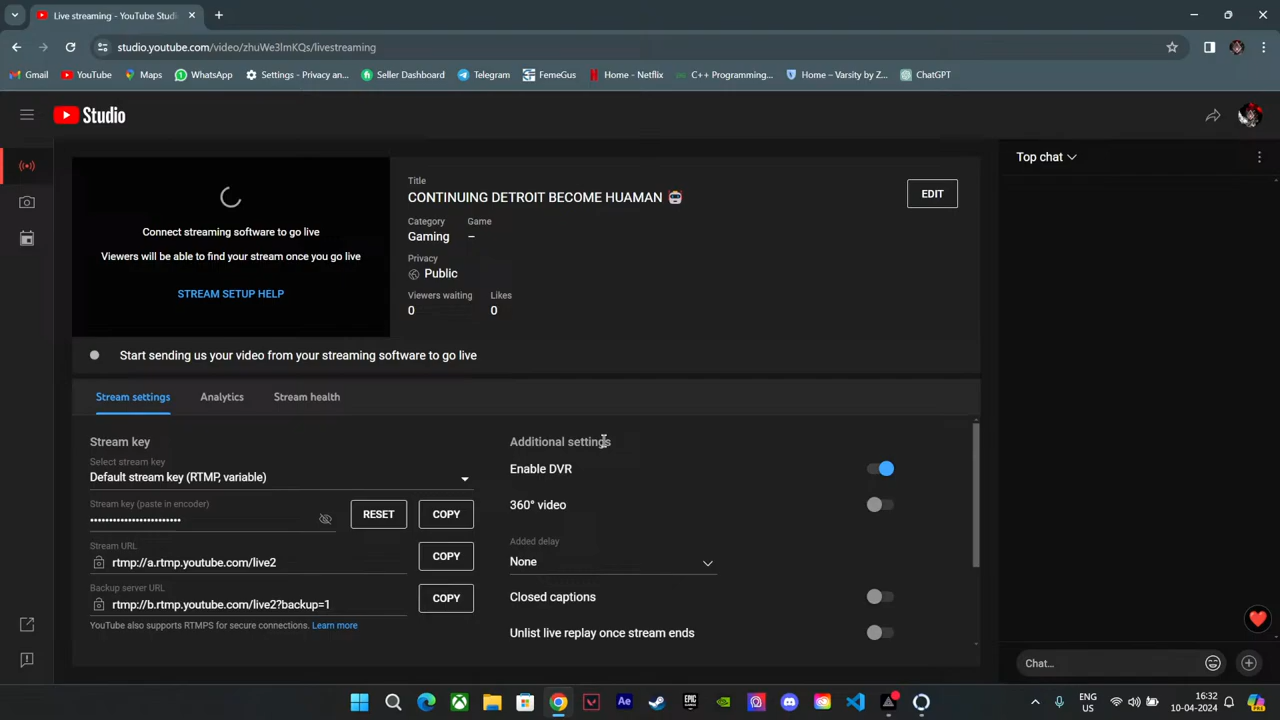 Live streaming - YouTube Studi
studio.youtube.com/video/zhuWe3lmKQs/livestreaming
Gmail
YouTube
Maps
WhatsApp
Settings - Privacy an...
Seller Dashboard
Telegram
FemeGus
Home - Netflix
C++ Programming...
Home – Varsity by Z...
ChatGPT
Studio
Top chat
Title
CONTINUING DETROIT BECOME HUAMAN
EDIT
Category
Game
Gaming
–
Privacy
Public
Viewers waiting
Likes
0
0
Connect streaming software to go live
Viewers will be able to find your stream once you go live
STREAM SETUP HELP
Start sending us your video from your streaming software to go live
Stream settings
Analytics
Stream health
Stream key
Select stream key
Default stream key (RTMP, variable)
Stream key (paste in encoder)
••••••••••••••••••••••••
RESET
COPY
Stream URL
rtmp://a.rtmp.youtube.com/live2
COPY
Backup server URL
rtmp://b.rtmp.youtube.com/live2?backup=1
COPY
YouTube also supports RTMPS for secure connections. Learn more
Additional settings
Enable DVR
360° video
Added delay
None
Closed captions
Unlist live replay once stream ends
Chat...
ENG
US
16:32
10-04-2024